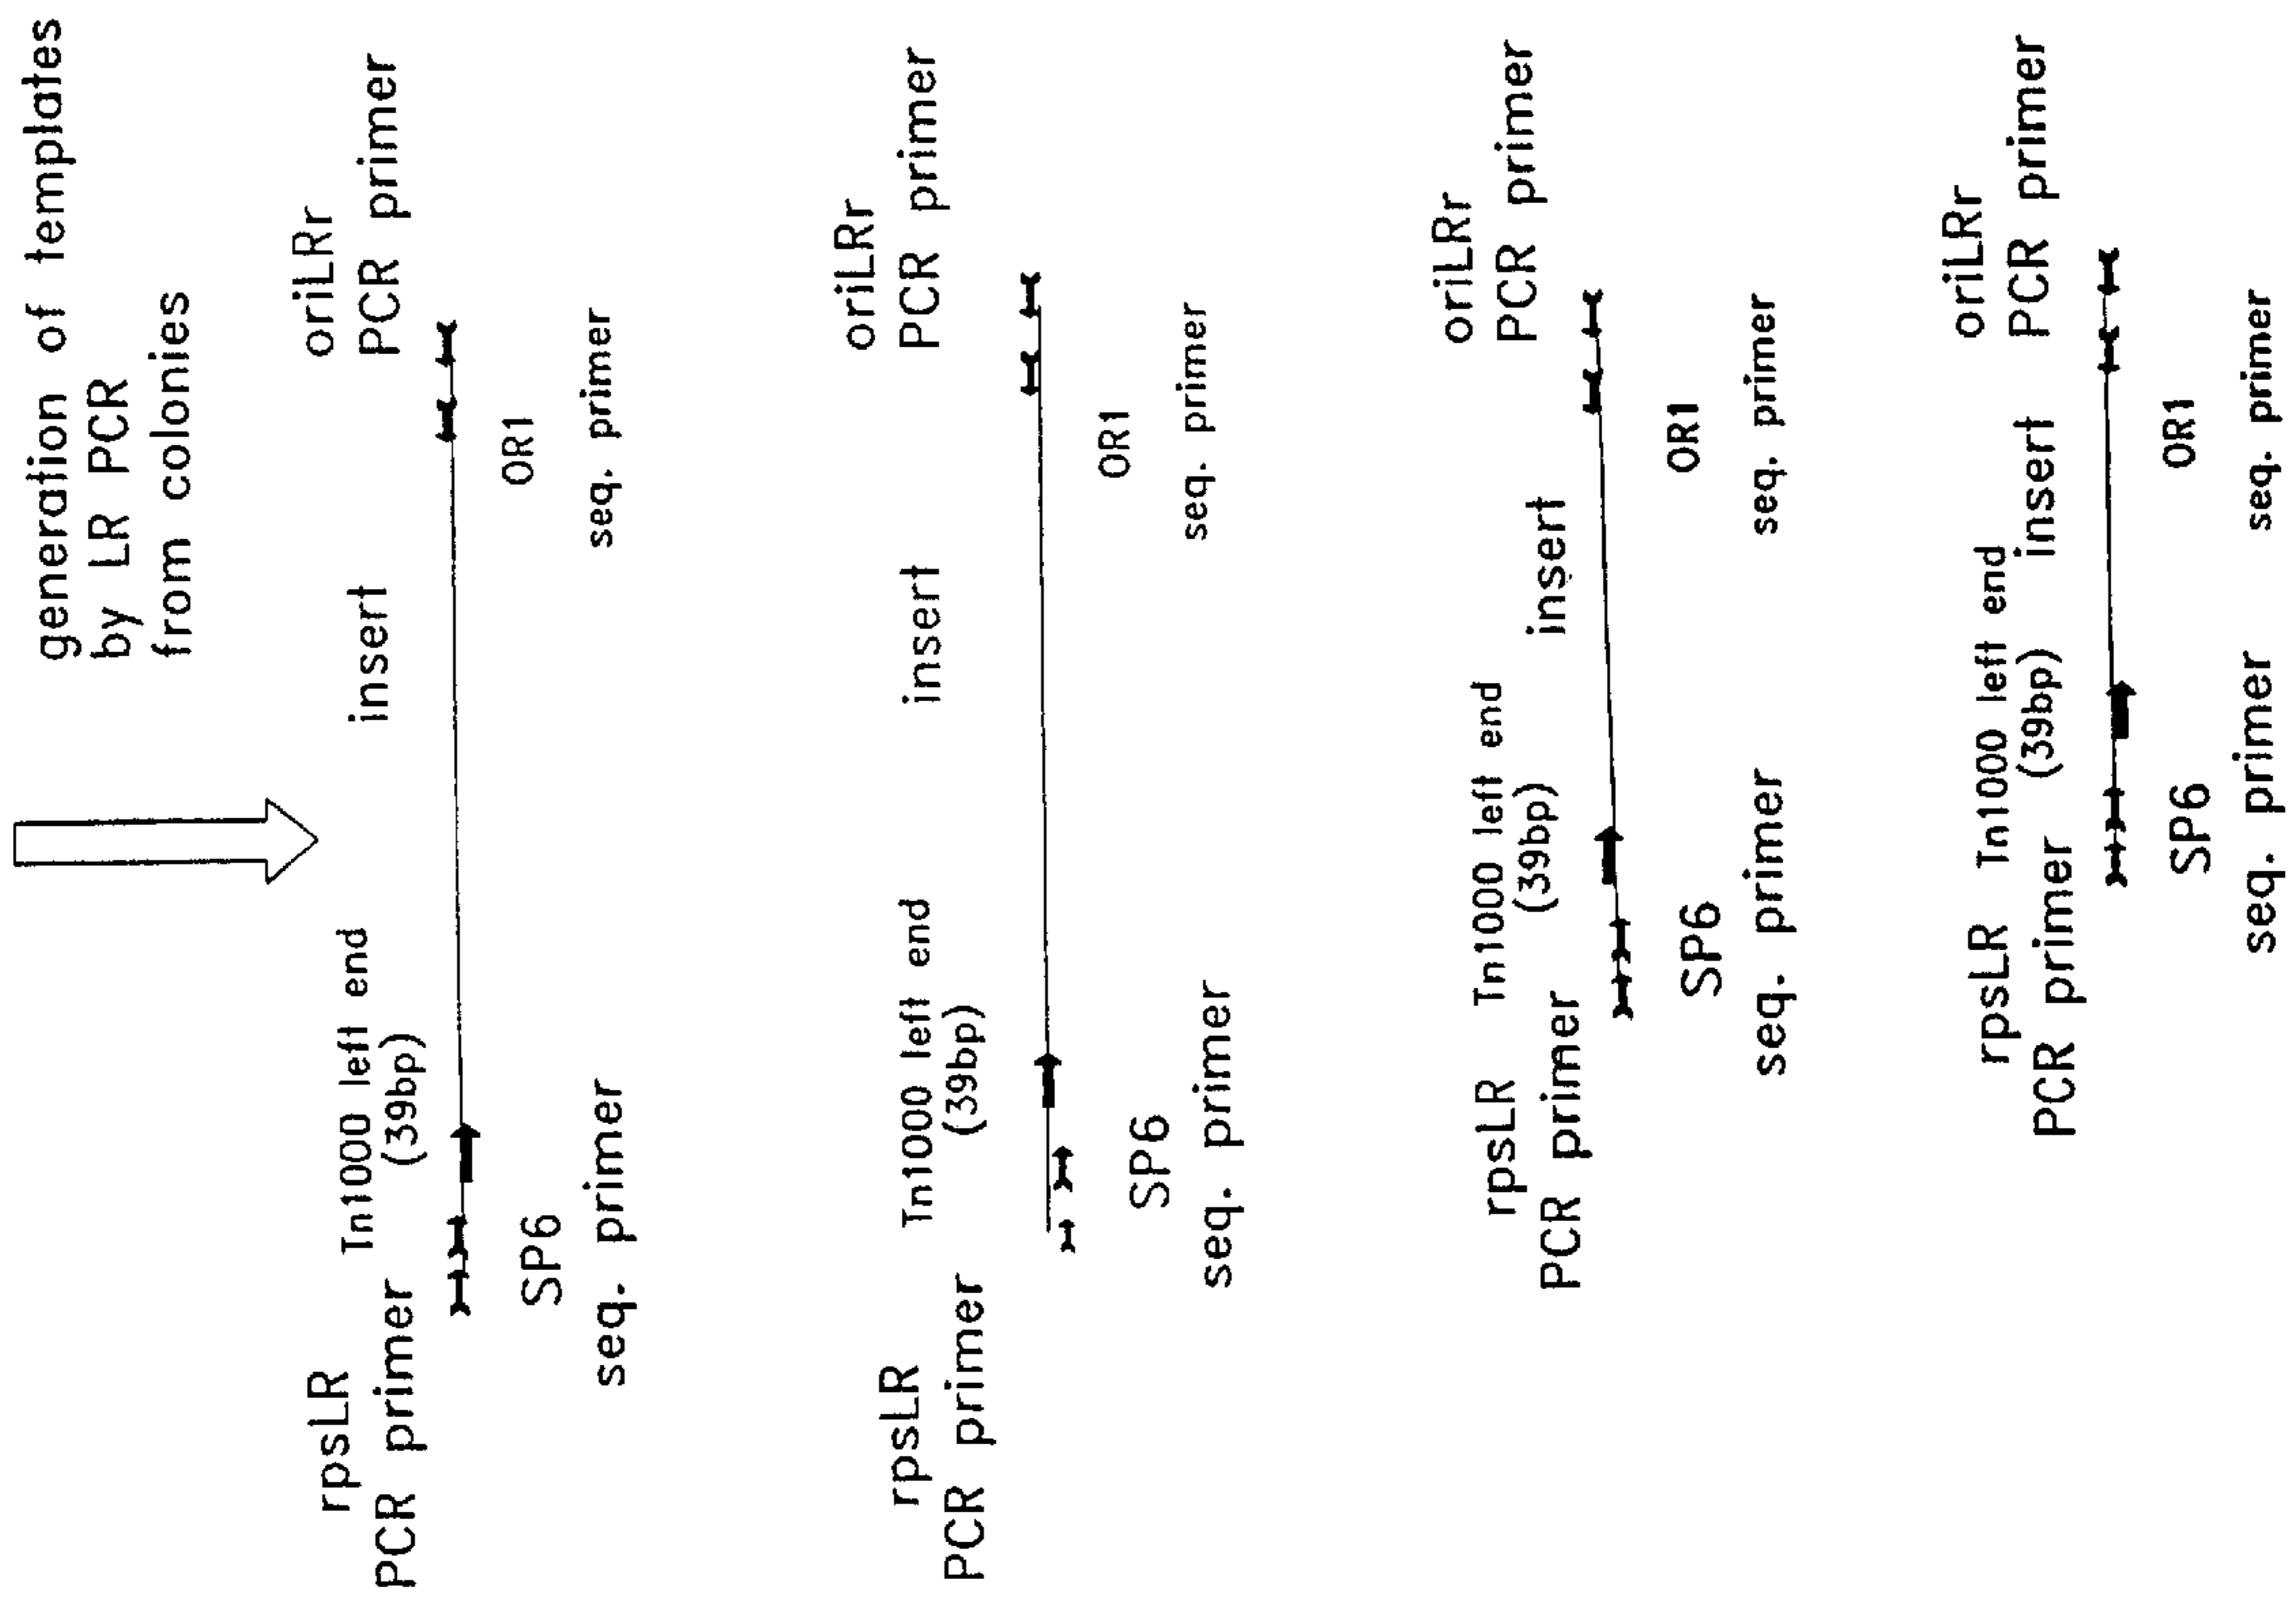 generation of templates
by LR PCR
from colonies
rpsLR
PCR primer
Tn1000 left end
(39bp)
insert
oriLRr
PCR primer
SP6
seq. primer
OR1
seq. primer
rpsLR
PCR primer
Tn1000 left end
(39bp)
insert
oriLRr
PCR primer
SP6
seq. primer
OR1
seq. primer
rpsLR
PCR primer
Tn1000 left end
(39bp)
insert
oriLRr
PCR primer
SP6
seq. primer
OR1
seq. primer
rpsLR
PCR primer
Tn1000 left end
(39bp)
insert
oriLRr
PCR primer
SP6
seq. primer
OR1
seq. primer